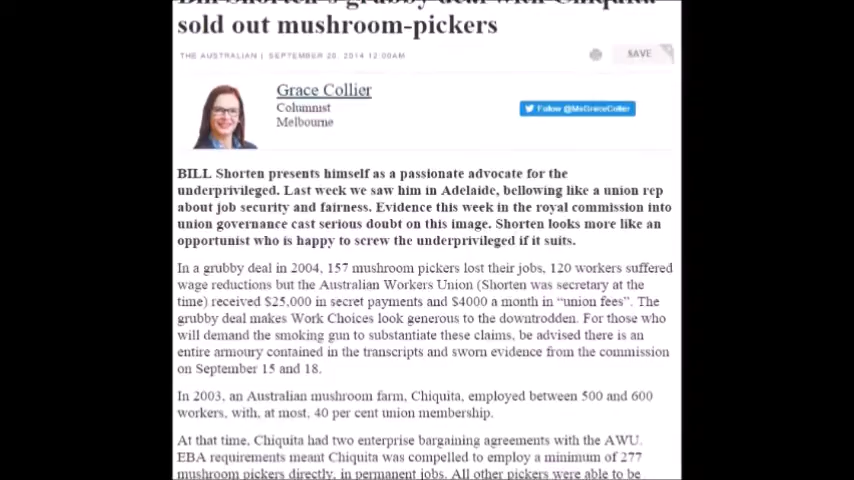 Bill Shorten's grubby deal with Chiquita
sold out mushroom-pickers
THE AUSTRALIAN | SEPTEMBER 20, 2014 12:00AM
SAVE
Grace Collier
Columnist
Melbourne
Follow @MsGraceCollier
BILL Shorten presents himself as a passionate advocate for the
underprivileged. Last week we saw him in Adelaide, bellowing like a union rep
about job security and fairness. Evidence this week in the royal commission into
union governance cast serious doubt on this image. Shorten looks more like an
opportunist who is happy to screw the underprivileged if it suits.
In a grubby deal in 2004, 157 mushroom pickers lost their jobs, 120 workers suffered
wage reductions but the Australian Workers Union (Shorten was secretary at the
time) received $25,000 in secret payments and $4000 a month in “union fees”. The
grubby deal makes Work Choices look generous to the downtrodden. For those who
will demand the smoking gun to substantiate these claims, be advised there is an
entire armoury contained in the transcripts and sworn evidence from the commission
on September 15 and 18.
In 2003, an Australian mushroom farm, Chiquita, employed between 500 and 600
workers, with, at most, 40 per cent union membership.
At that time, Chiquita had two enterprise bargaining agreements with the AWU.
EBA requirements meant Chiquita was compelled to employ a minimum of 277
mushroom pickers directly, in permanent jobs. All other pickers were able to be